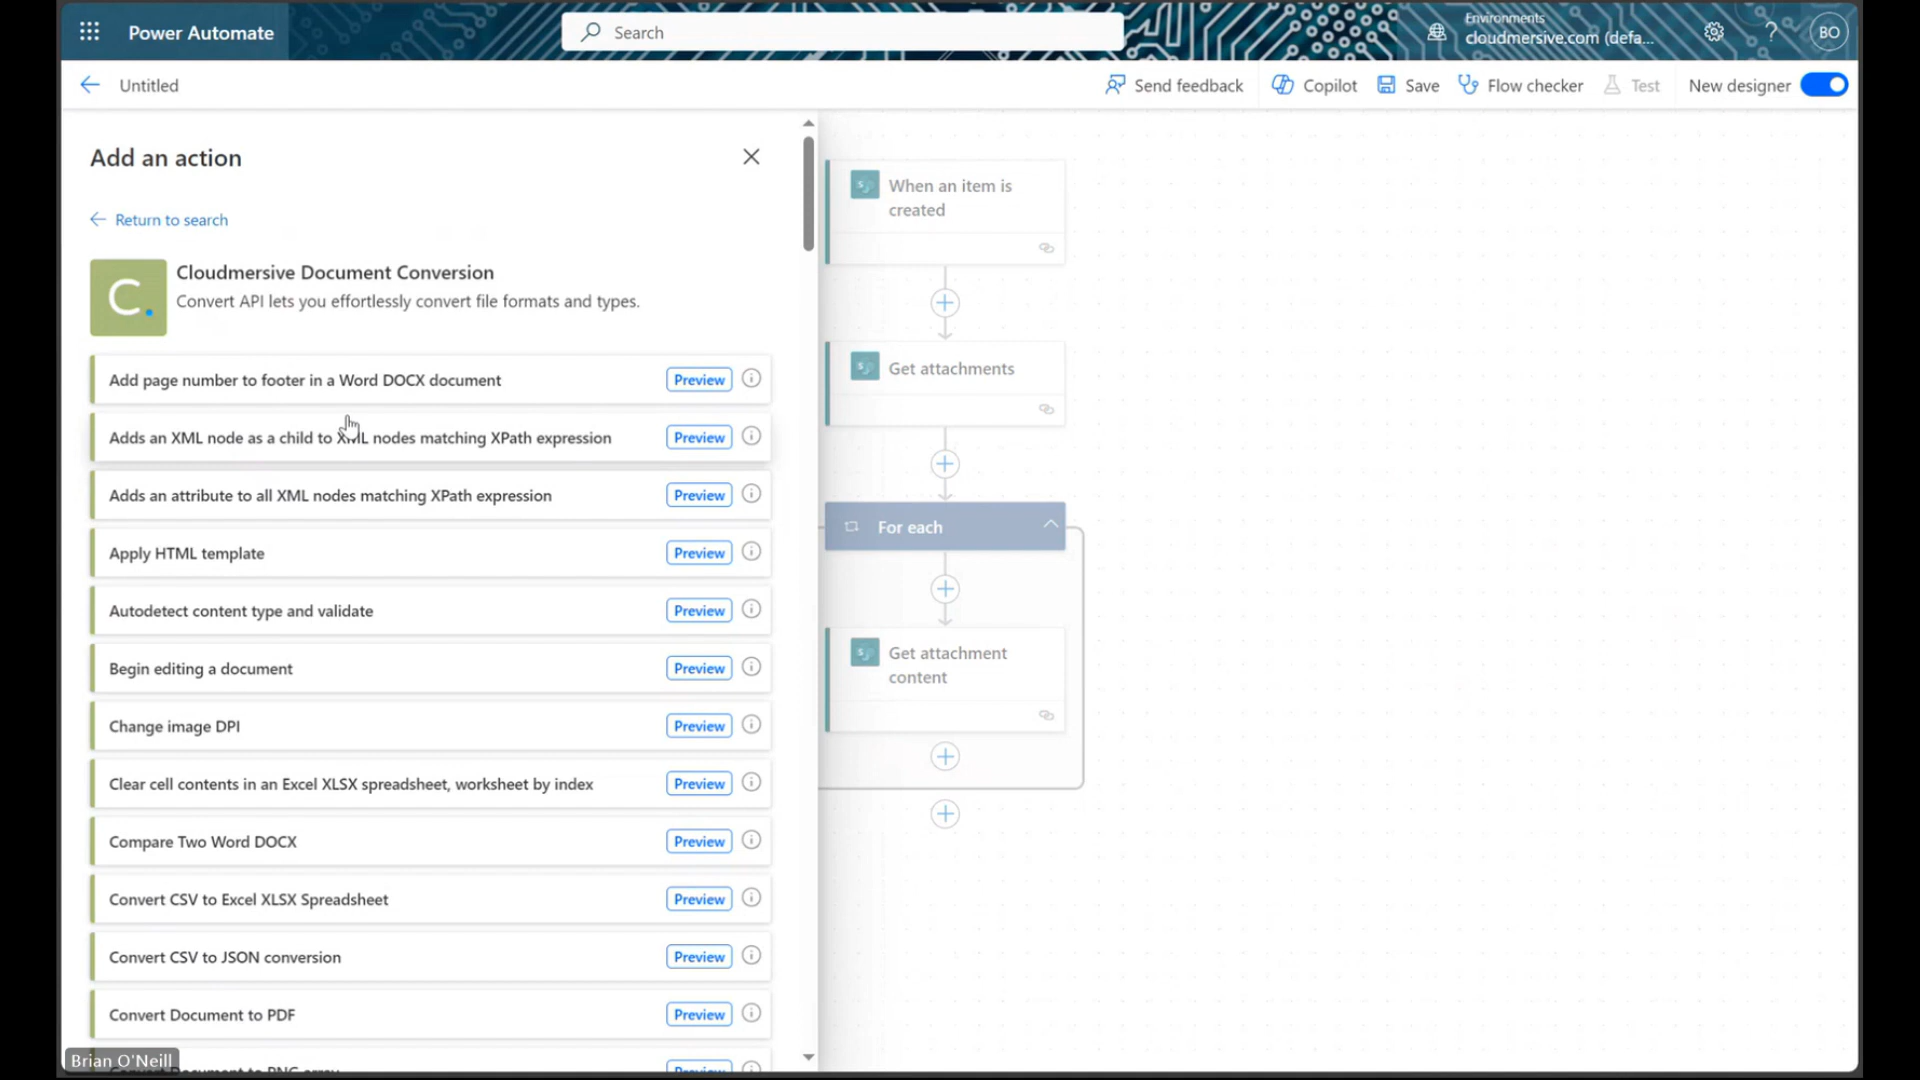 Power Automate
Search
Environments
cloudmersive.com (defa...
BO
Untitled
Send feedback
Copilot
Save
Flow checker
Test
New designer
Add an action
Return to search
Cloudmersive Document Conversion
Convert API lets you effortlessly convert file formats and types.
Add page number to footer in a Word DOCX document
Preview
Adds an XML node as a child to XML nodes matching XPath expression
Preview
Adds an attribute to all XML nodes matching XPath expression
Preview
Apply HTML template
Preview
Autodetect content type and validate
Preview
Begin editing a document
Preview
Change image DPI
Preview
Clear cell contents in an Excel XLSX spreadsheet, worksheet by index
Preview
Compare Two Word DOCX
Preview
Convert CSV to Excel XLSX Spreadsheet
Preview
Convert CSV to JSON conversion
Preview
Convert Document to PDF
Preview
Convert Document to PNG array
Preview
Brian O'Neill
When an item is
created
Get attachments
For each
Get attachment
content